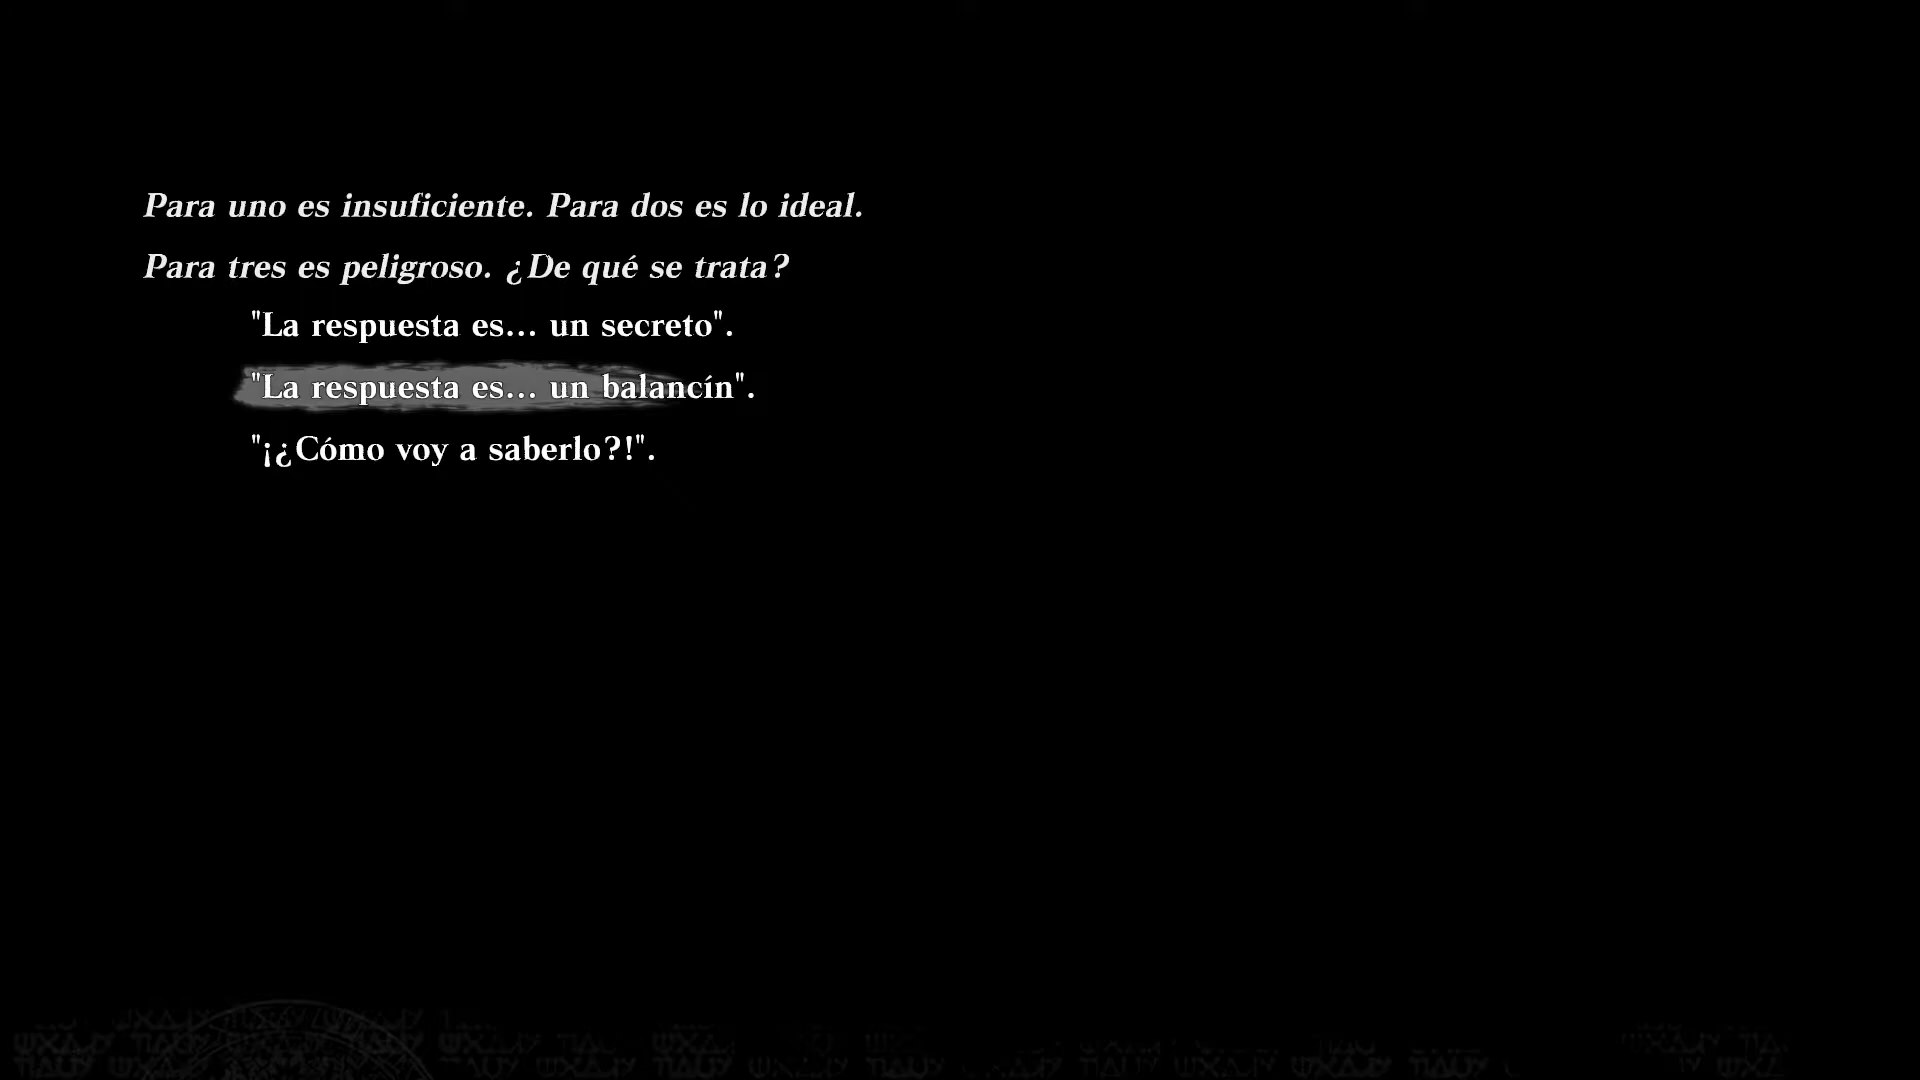 Para uno es insuficiente. Para dos es lo ideal.
Para tres es peligroso. ¿De qué se trata?
"La respuesta es... un secreto".
"La respuesta es... un balancín".
"¡¿Cómo voy a saberlo?!".